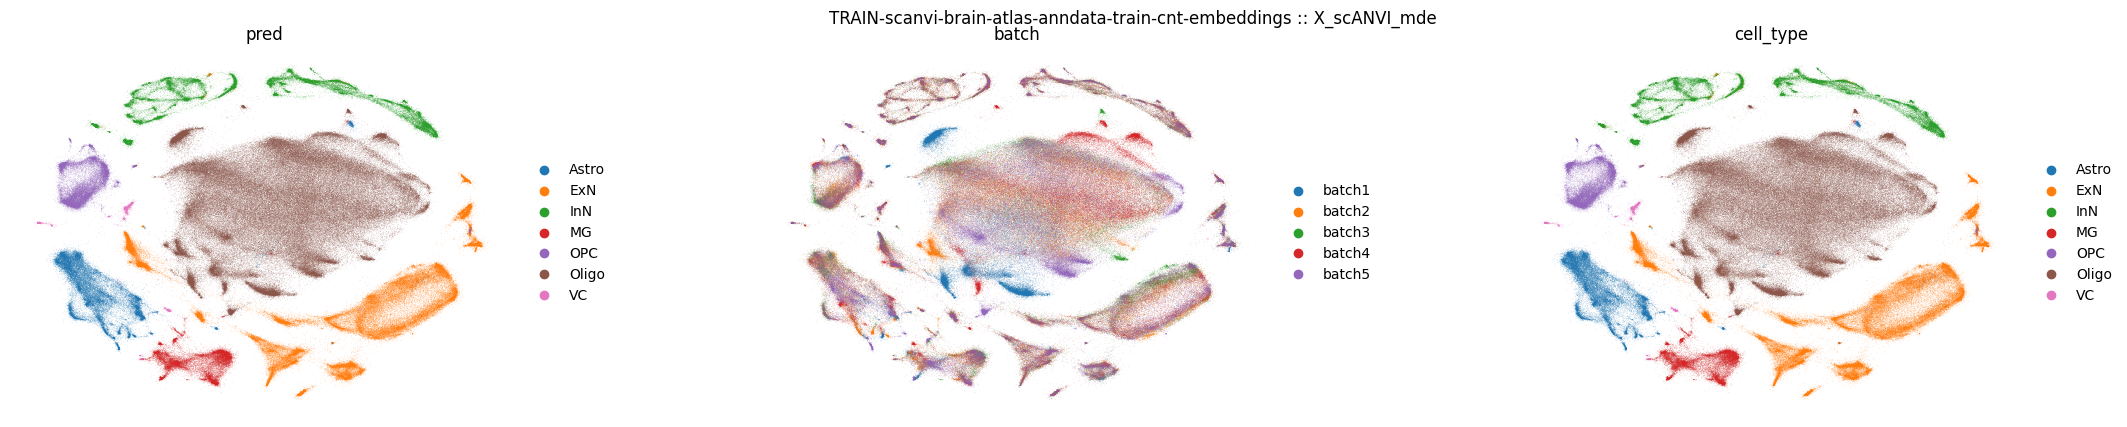 TRAIN-scanvi-brain-atlas-anndata-train-cnt-embeddings :: X_scANVI_mde
pred
Astro
ExN
InN
MG
OPC
Oligo
VC
batch
batch1
batch2
batch3
batch4
batch5
cell_type
Astro
ExN
InN
MG
OPC
Oligo
VC